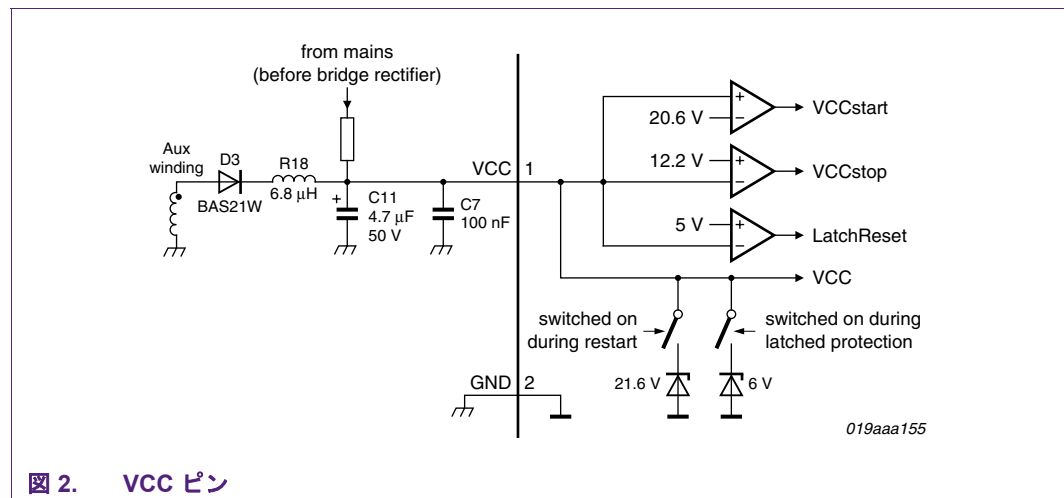 from mains
(before bridge rectifier)
Aux
winding
D3
BAS21W
R18
6.8 μH
+
C11
4.7 μF
50 V
C7
100 nF
VCC
1
20.6 V
+
−
VCCstart
12.2 V
+
−
VCCstop
5 V
+
−
LatchReset
VCC
switched on
during restart
switched on during
latched protection
21.6 V
6 V
GND
2
019aaa155
図 2. VCC ピン